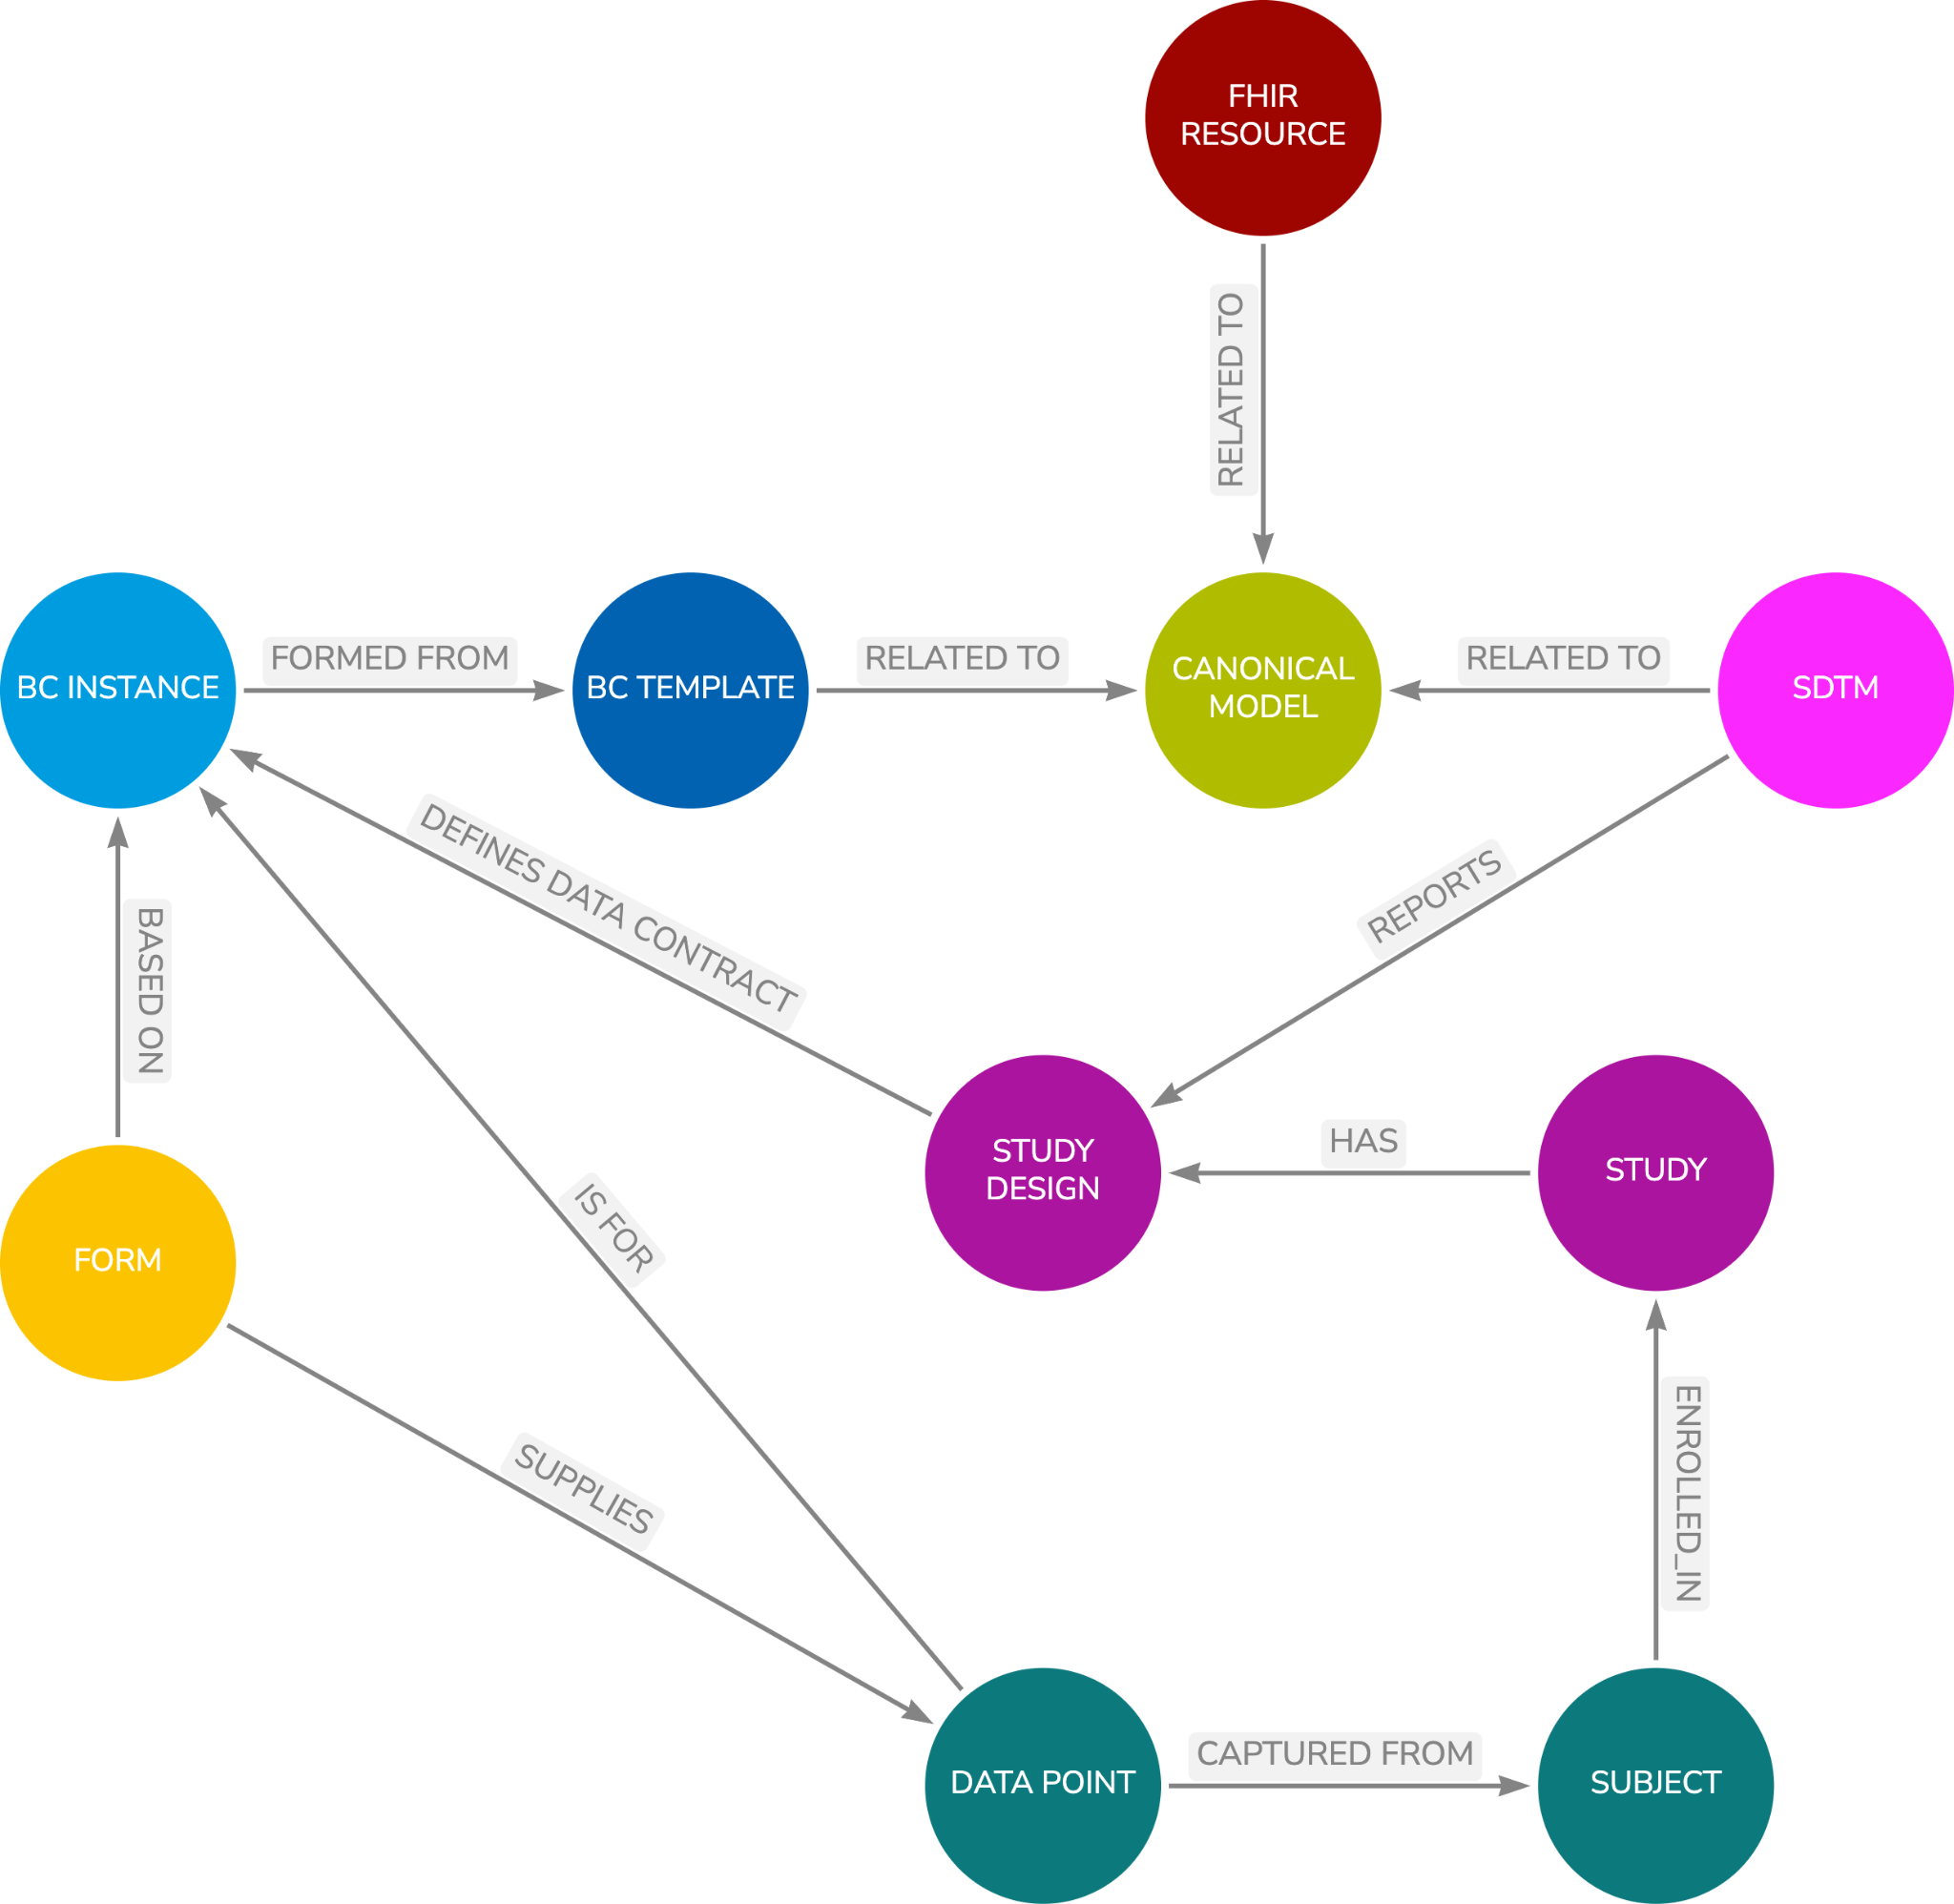 FHIR
RESOURCE
RELATED TO
BC INSTANCE
FORMED FROM
BC TEMPLATE
RELATED TO
CANONICAL
MODEL
RELATED TO
SDTM
DEFINES DATA CONTRACT
REPORTS
BASED ON
STUDY
DESIGN
HAS
STUDY
FORM
IS FOR
SUPPLIES
ENROLLED_IN
DATA POINT
CAPTURED FROM
SUBJECT